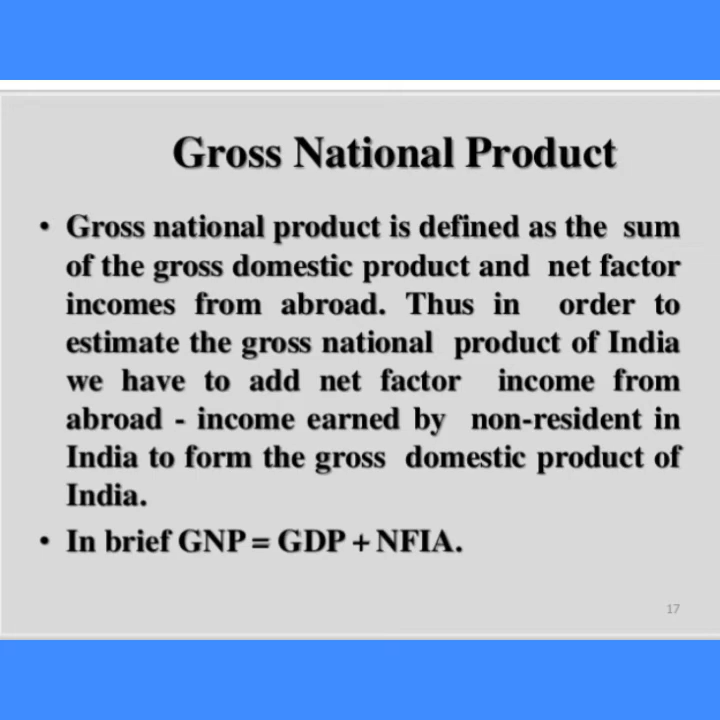 Gross National Product
• Gross national product is defined as the sum
of the gross domestic product and net factor
incomes from abroad. Thus in order to
estimate the gross national product of India
we have to add net factor income from
abroad - income earned by non-resident in
India to form the gross domestic product of
India.
• In brief GNP = GDP + NFIA.
17